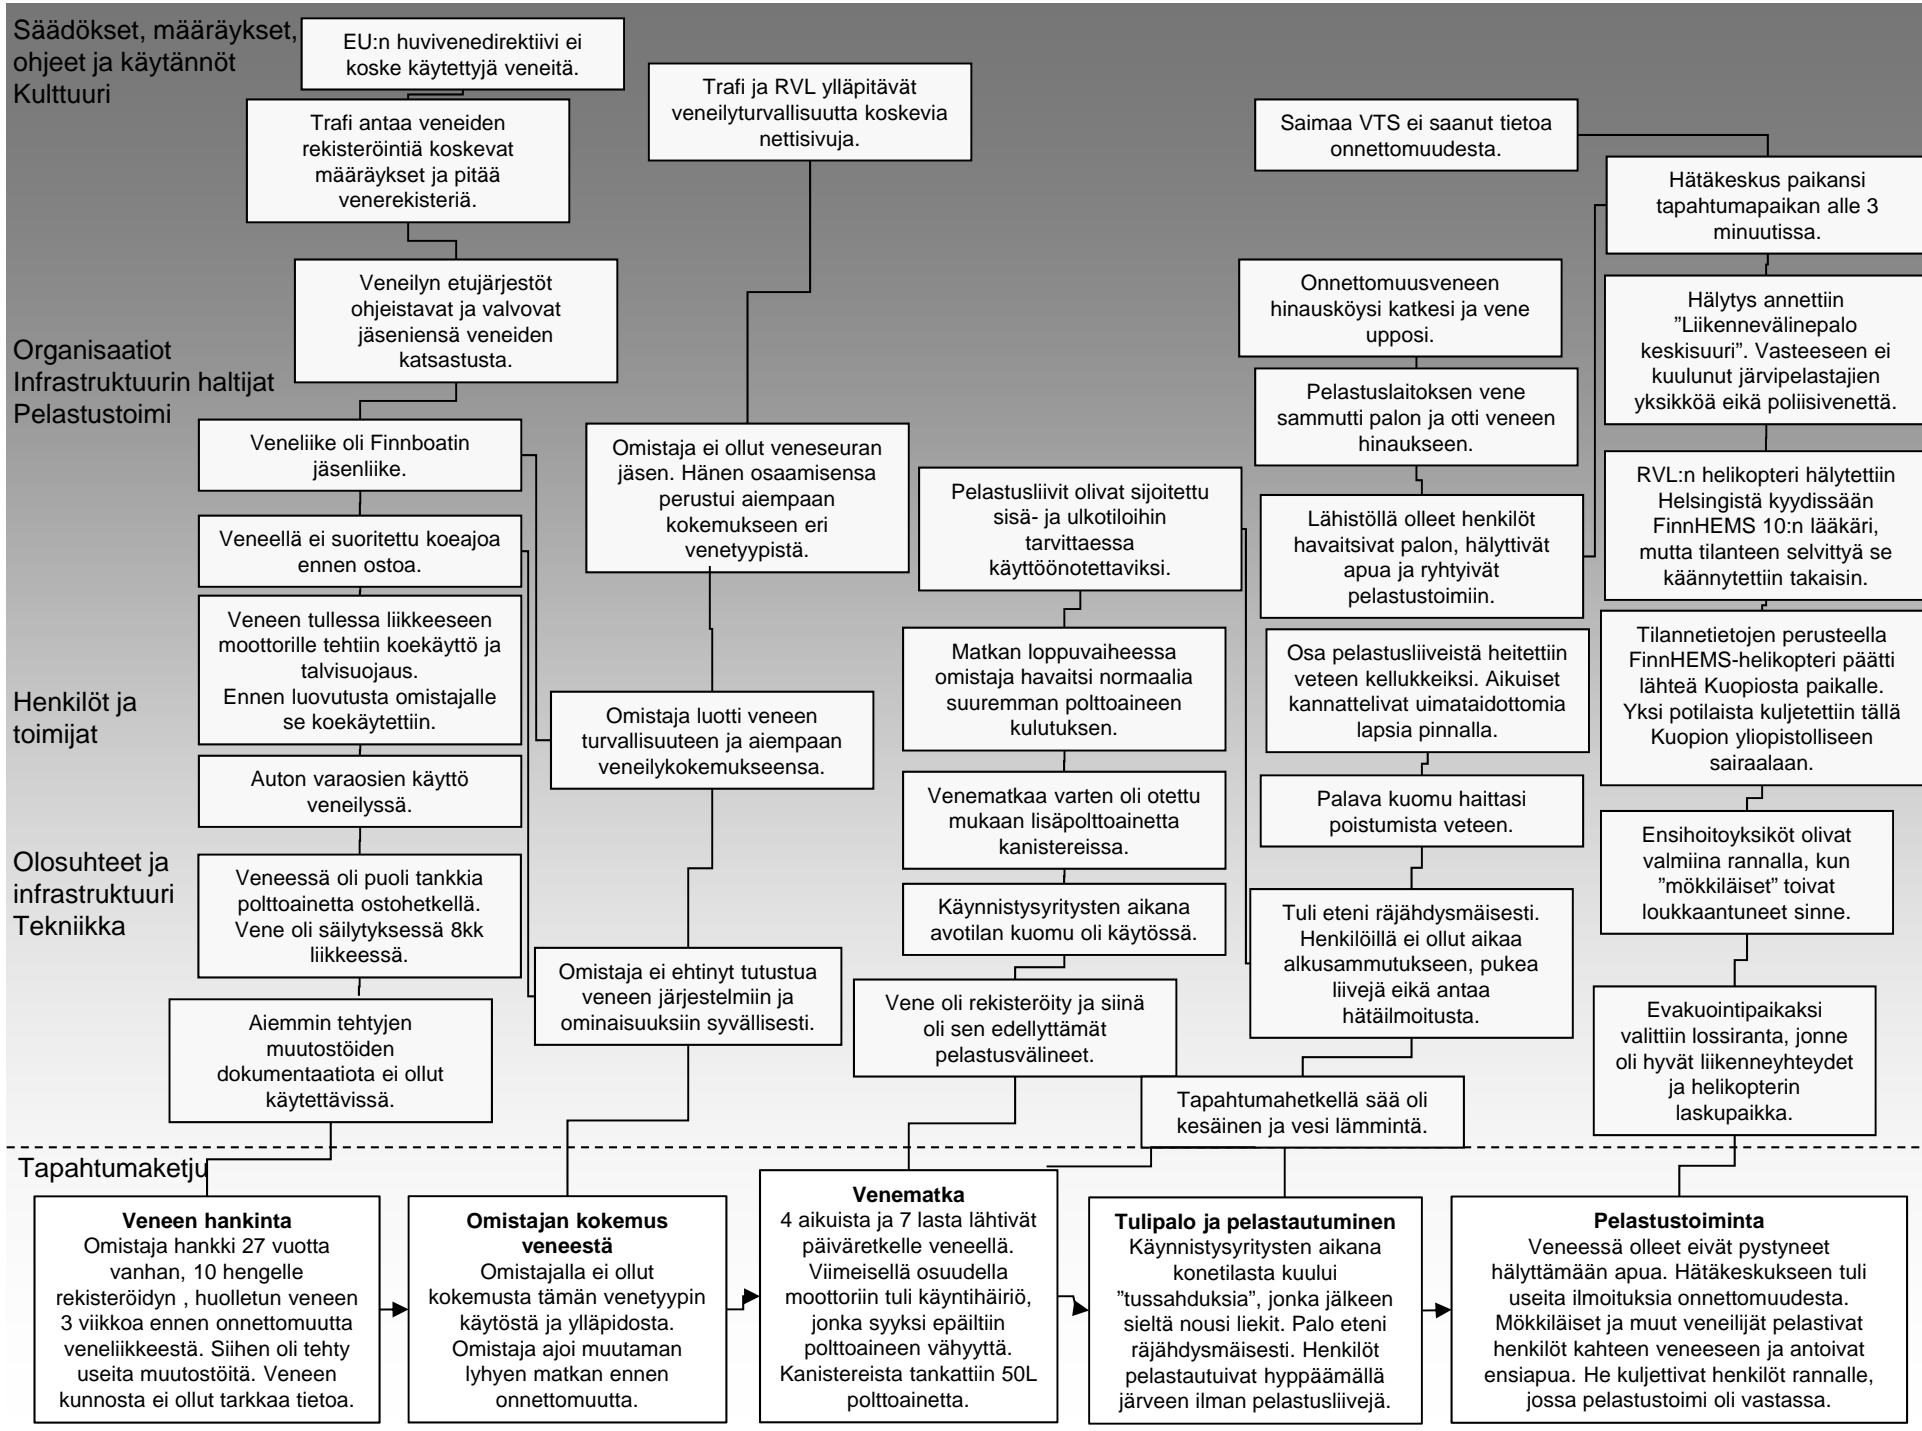 Säädökset, määräykset,
ohjeet ja käytännöt
Kulttuuri
EU:n huvivenedirektiivi ei
koske käytettyjä veneitä.
Trafi antaa veneiden
rekisteröintiä koskevat
määräykset ja pitää
venerekisteriä.
Veneilyn etujärjestöt
ohjeistavat ja valvovat
jäseniensä veneiden
katsastusta.
Organisaatiot
Infrastruktuurin haltijat
Pelastustoimi
Veneliike oli Finnboatin
jäsenliike.
Veneellä ei suoritettu koeajoa
ennen ostoa.
Veneen tullessa liikkeeseen
moottorille tehtiin koekäyttö ja
talvisuojaus.
Ennen luovutusta omistajalle
se koekäytettiin.
Henkilöt ja
toimijat
Auton varaosien käyttö
veneilyssä.
Olosuhteet ja
infrastruktuuri
Tekniikka
Veneessä oli puoli tankkia
polttoainetta ostohetkellä.
Vene oli säilytyksessä 8kk
liikkeessä.
Aiemmin tehtyjen
muutostöiden
dokumentaatiota ei ollut
käytettävissä.
Trafi ja RVL ylläpitävät
veneilyturvallisuutta koskevia
nettisivuja.
Omistaja ei ollut veneseuran
jäsen. Hänen osaamisensa
perustui aiempaan
kokemukseen eri
venetyypistä.
Omistaja luotti veneen
turvallisuuteen ja aiempaan
veneilykokemukseensa.
Omistaja ei ehtinyt tutustua
veneen järjestelmiin ja
ominaisuuksiin syvällisesti.
Pelastusliivit olivat sijoitettu
sisä- ja ulkotiloihin
tarvittaessa
käyttöönotettaviksi.
Matkan loppuvaiheessa
omistaja havaitsi normaalia
suuremman polttoaineen
kulutuksen.
Venematkaa varten oli otettu
mukaan lisäpolttoainetta
kanistereissa.
Käynnistysyritysten aikana
avotilan kuomu oli käytössä.
Vene oli rekisteröity ja siinä
oli sen edellyttämät
pelastusvälineet.
Saimaa VTS ei saanut tietoa
onnettomuudesta.
Onnettomuusveneen
hinausköysi katkesi ja vene
upposi.
Pelastuslaitoksen vene
sammutti palon ja otti veneen
hinaukseen.
Lähistöllä olleet henkilöt
havaitsivat palon, hälyttivät
apua ja ryhtyivät
pelastustoimiin.
Osa pelastusliiveistä heitettiin
veteen kellukkeiksi. Aikuiset
kannattelivat uimataidottomia
lapsia pinnalla.
Palava kuomu haittasi
poistumista veteen.
Tuli eteni räjähdysmäisesti.
Henkilöillä ei ollut aikaa
alkusammutukseen, pukea
liivejä eikä antaa
hätäilmoitusta.
Tapahtumahetkellä sää oli
kesäinen ja vesi lämmintä.
Hätäkeskus paikansi
tapahtumapaikan alle 3
minuutissa.
Hälytys annettiin
”Liikennevälinepalo
keskisuuri”. Vasteeseen ei
kuulunut järvipelastajien
yksikköä eikä poliisivenettä.
RVL:n helikopteri hälytettiin
Helsingistä kyydissään
FinnHEMS 10:n lääkäri,
mutta tilanteen selvittyä se
käännytettiin takaisin.
Tilannetietojen perusteella
FinnHEMS-helikopteri päätti
lähteä Kuopiosta paikalle.
Yksi potilaista kuljetettiin tällä
Kuopion yliopistolliseen
sairaalaan.
Ensihoitoyksiköt olivat
valmiina rannalla, kun
”mökkiläiset” toivat
loukkaantuneet sinne.
Evakuointipaikaksi
valittiin lossiranta, jonne
oli hyvät liikenneyhteydet
ja helikopterin
laskupaikka.
Tapahtumaketju
Veneen hankinta
Omistaja hankki 27 vuotta
vanhan, 10 hengelle
rekisteröidyn , huolletun veneen
3 viikkoa ennen onnettomuutta
veneliikkeestä. Siihen oli tehty
useita muutostöitä. Veneen
kunnosta ei ollut tarkkaa tietoa.
Omistajan kokemus
veneestä
Omistajalla ei ollut
kokemusta tämän venetyypin
käytöstä ja ylläpidosta.
Omistaja ajoi muutaman
lyhyen matkan ennen
onnettomuutta.
Venematka
4 aikuista ja 7 lasta lähtivät
päiväretkelle veneellä.
Viimeisellä osuudella
moottoriin tuli käyntihäiriö,
jonka syyksi epäiltiin
polttoaineen vähyyttä.
Kanistereista tankattiin 50L
polttoainetta.
Tulipalo ja pelastautuminen
Käynnistysyritysten aikana
konetilasta kuului
”tussahduksia”, jonka jälkeen
sieltä nousi liekit. Palo eteni
räjähdysmäisesti. Henkilöt
pelastautuivat hyppäämällä
järveen ilman pelastusliivejä.
Pelastustoiminta
Veneessä olleet eivät pystyneet
hälyttämään apua. Hätäkeskukseen tuli
useita ilmoituksia onnettomuudesta.
Mökkiläiset ja muut veneilijät pelastivat
henkilöt kahteen veneeseen ja antoivat
ensiapua. He kuljettivat henkilöt rannalle,
jossa pelastustoimi oli vastassa.